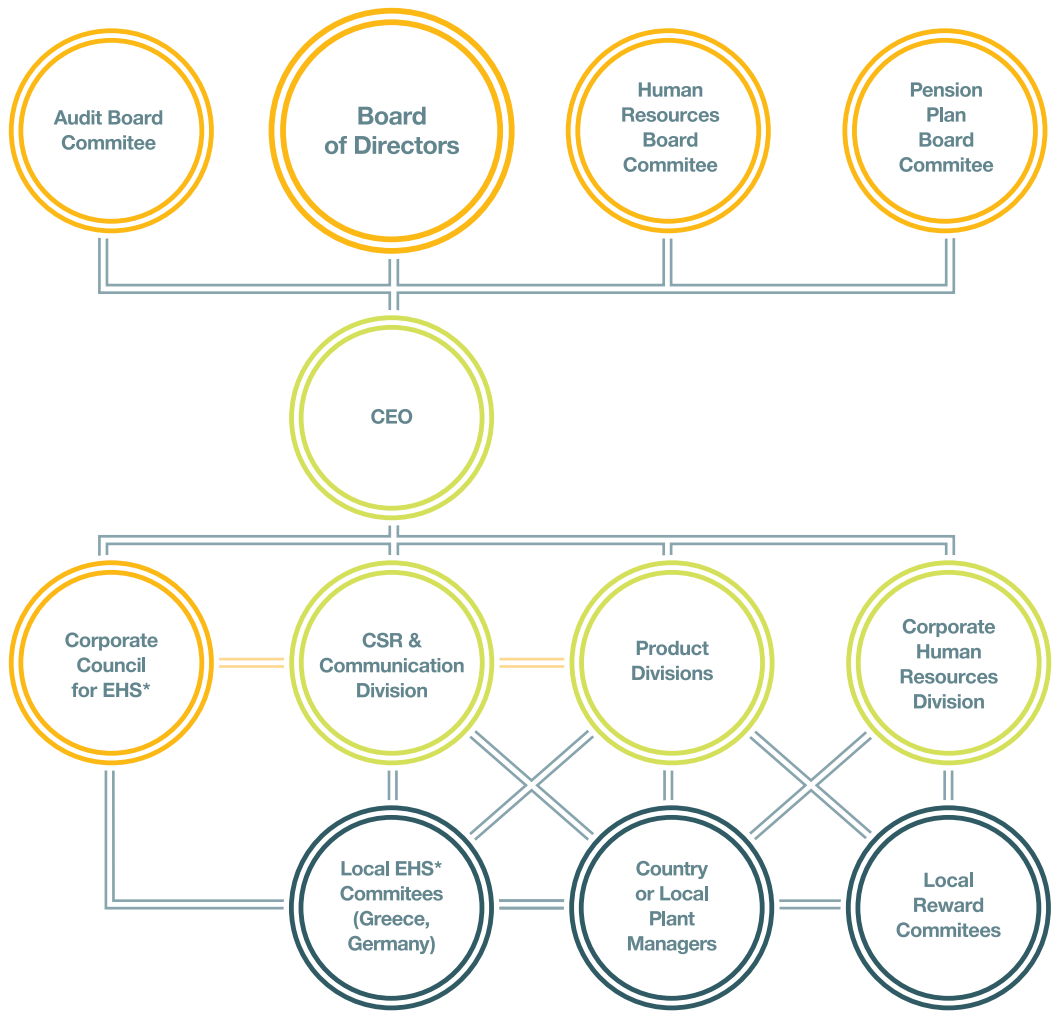 Audit Board
Commitee
Board
of Directors
Human
Resources
Board
Commitee
Pension
Plan
Board
Commitee
CEO
Corporate
Council
for EHS*
CSR &
Communication
Division
Product
Divisions
Corporate
Human
Resources
Division
Local EHS*
Commitees
(Greece,
Germany)
Country
or Local
Plant
Managers
Local
Reward
Commitees